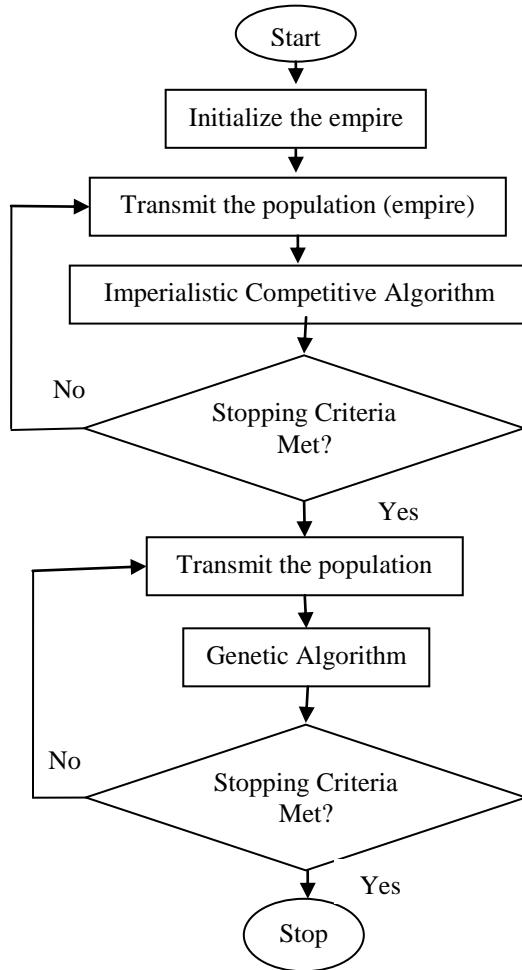 Start
Initialize the empire
Transmit the population (empire)
Imperialistic Competitive Algorithm
No
Stopping Criteria
Met?
Yes
Transmit the population
Genetic Algorithm
No
Stopping Criteria
Met?
Yes
Stop